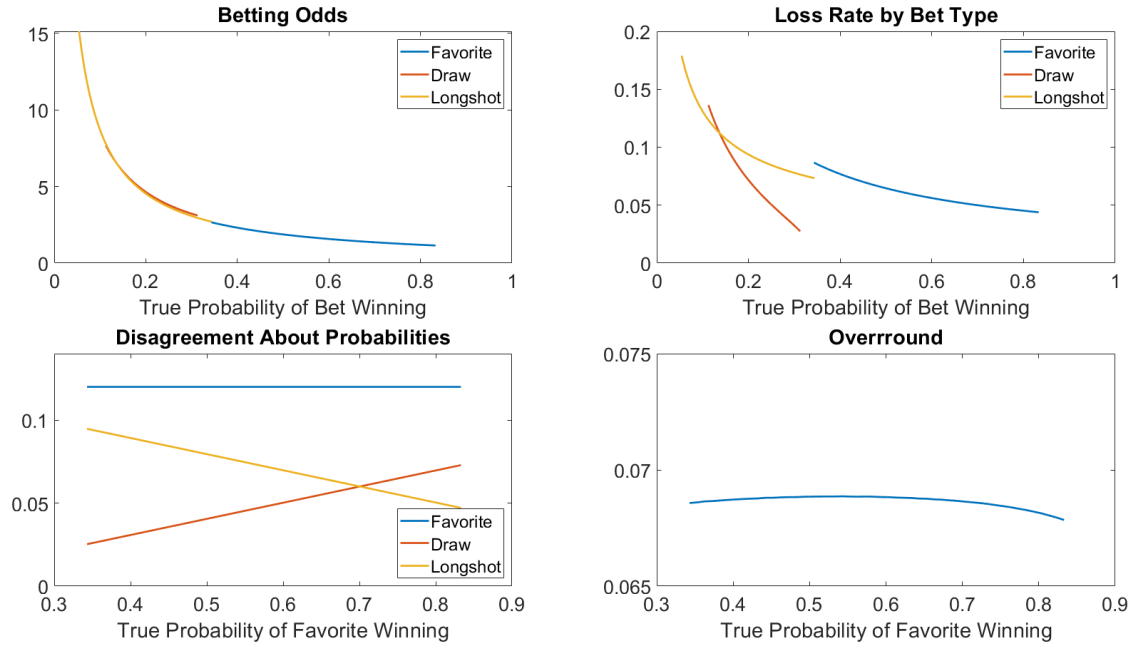 Betting Odds
15
10
5
0
0
0.2
0.4
0.6
0.8
1
Favorite
Draw
Longshot
True Probability of Bet Winning
Loss Rate by Bet Type
0.2
0.15
0.1
0.05
0
0
0.2
0.4
0.6
0.8
1
Favorite
Draw
Longshot
True Probability of Bet Winning
Disagreement About Probabilities
0.1
0.05
0
0.3
0.4
0.5
0.6
0.7
0.8
0.9
Favorite
Draw
Longshot
True Probability of Favorite Winning
Overrround
0.075
0.07
0.065
0.3
0.4
0.5
0.6
0.7
0.8
0.9
True Probability of Favorite Winning